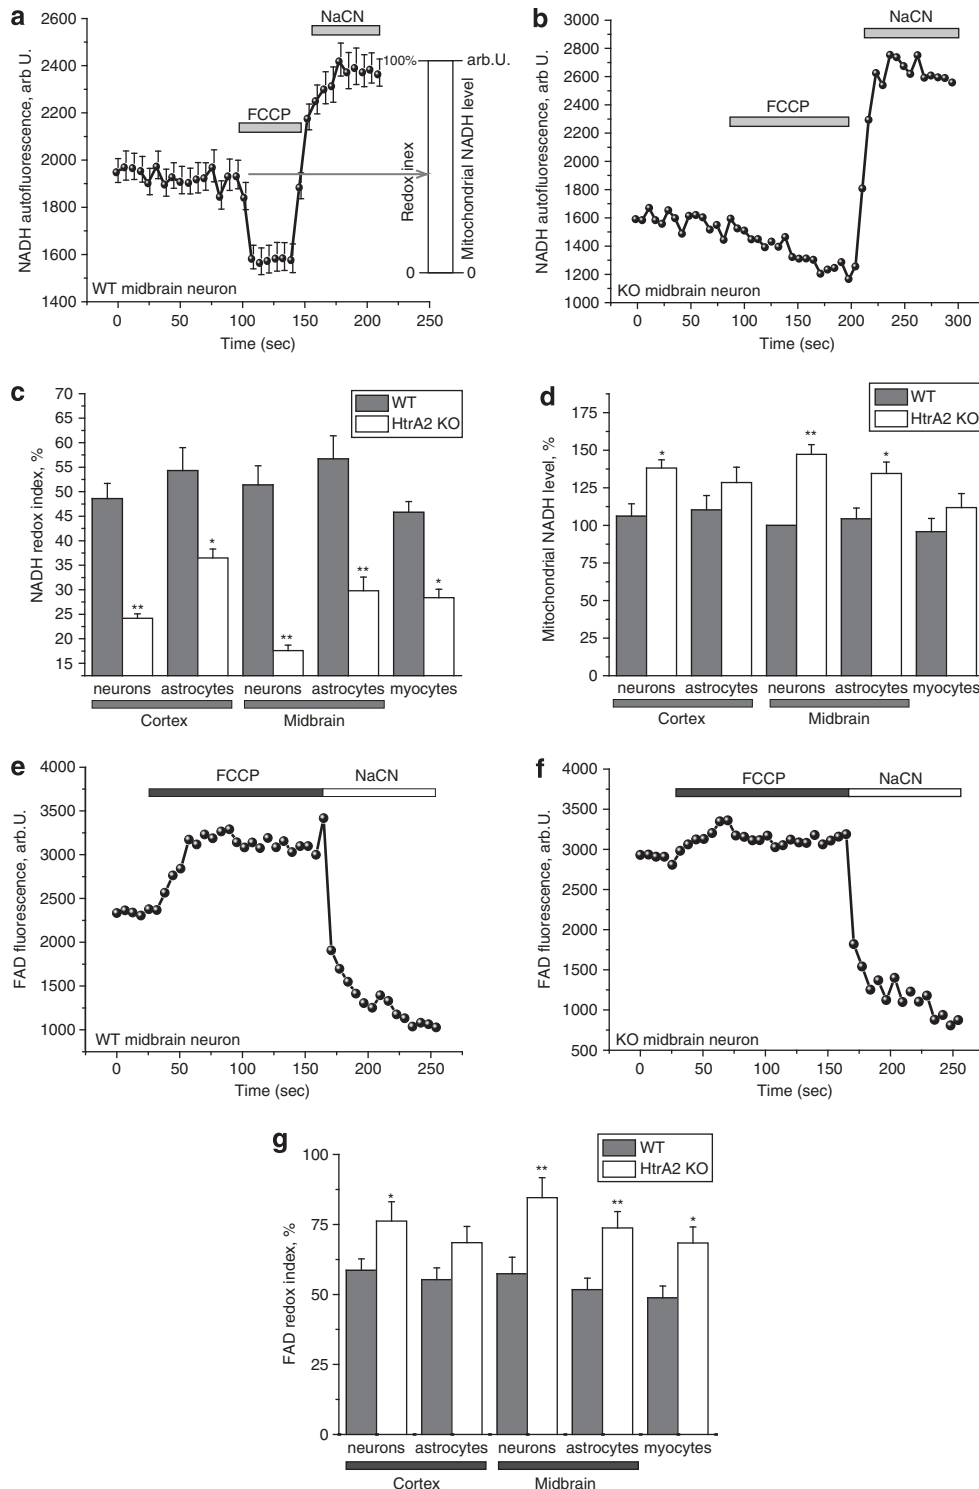 a
NADH autofluorescence, arb U.
2600
2400
2200
2000
1800
1600
1400
NaCN
FCCP
100%
arb.U.
Redox inex
Mitochondrial NADH level
0
0
WT midbrain neuron
0 50 100 150 200 250
Time (sec)
b
NADH autofluorescence, arb U.
3000
2800
2600
2400
2200
2000
1800
1600
1400
1200
1000
NaCN
FCCP
KO midbrain neuron
0 50 100 150 200 250 300
Time (sec)
c
NADH redox index, %
70
65
60
55
50
45
40
35
30
25
20
15
WT
HtrA2 KO
** * ** ** *
neurons astrocytes neurons astrocytes myocytes
Cortex Midbrain
d
Mitochondrial NADH level, %
175
150
125
100
75
50
25
0
WT
HtrA2 KO
* ** *
neurons astrocytes neurons astrocytes myocytes
Cortex Midbrain
e
FAD fluorescence, arb.U.
4000
3500
3000
2500
2000
1500
1000
FCCP NaCN
WT midbrain neuron
0 50 100 150 200 250
Time (sec)
f
FAD fluorescence, arb.U.
4000
3500
3000
2500
2000
1500
1000
500
FCCP NaCN
KO midbrain neuron
0 50 100 150 200 250
Time (sec)
g
FAD redox index, %
100
75
50
25
0
WT
HtrA2 KO
* ** ** *
neurons astrocytes neurons astrocytes myocytes
Cortex Midbrain